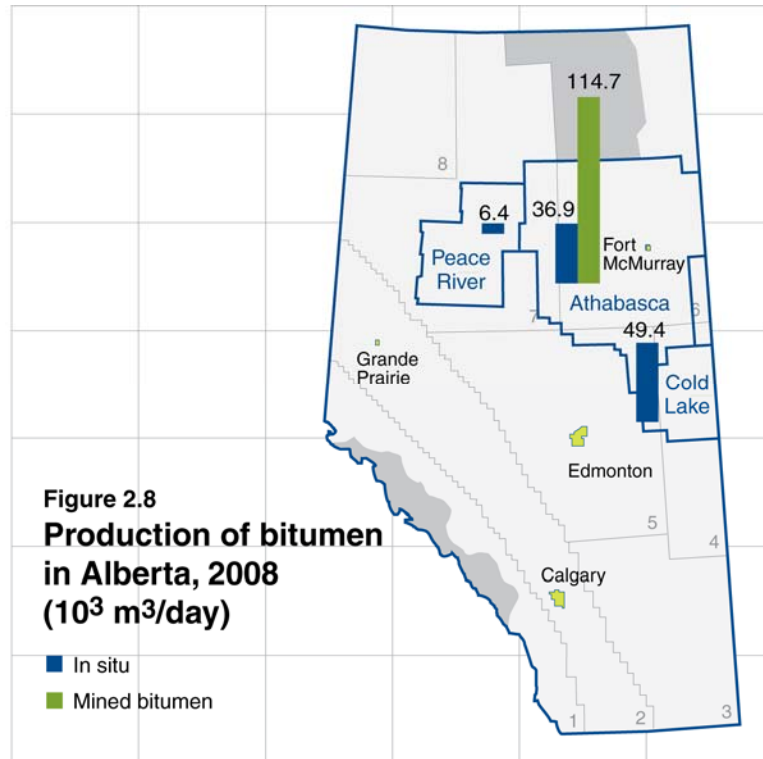 114.7
8
6.4
36.9
Fort
McMurray
Peace
River
Athabasca
7
6
49.4
Grande
Prairie
Cold
Lake
Edmonton
Figure 2.8
Production of bitumen
in Alberta, 2008
(10³ m³/day)
5
4
Calgary
In situ
Mined bitumen
1
2
3